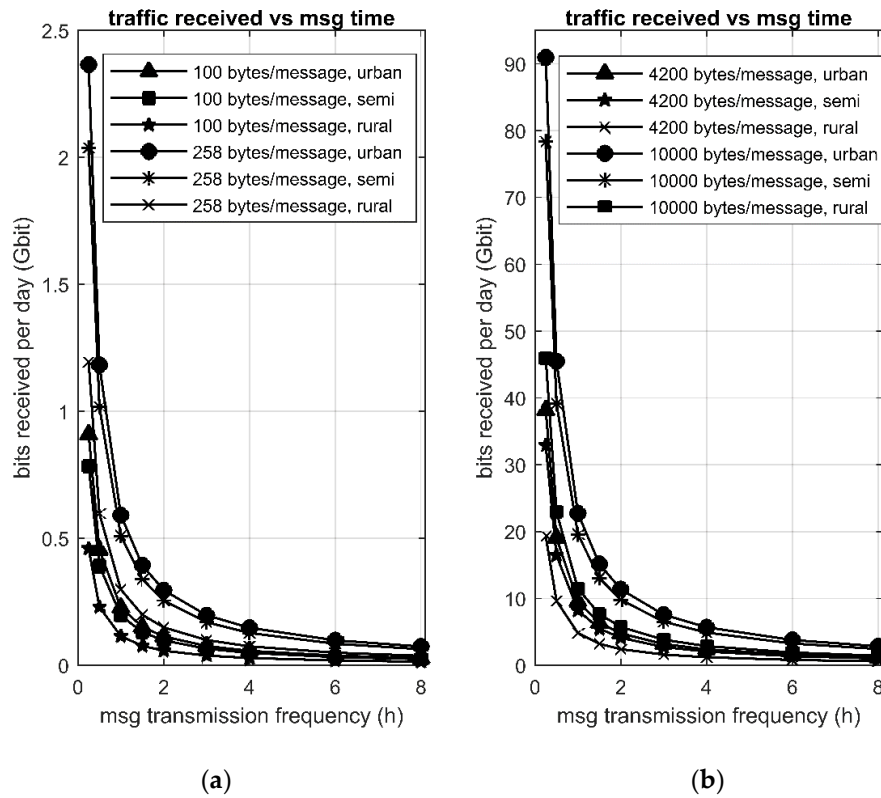 traffic received vs msg time
2.5
2
1.5
1
0.5
0
bits received per day (Gbit)
100 bytes/message, urban
100 bytes/message, semi
100 bytes/message, rural
258 bytes/message, urban
258 bytes/message, semi
258 bytes/message, rural
0 2 4 6 8
msg transmission frequency (h)
(a)
traffic received vs msg time
90
80
70
60
50
40
30
20
10
0
bits received per day (Gbit)
4200 bytes/message, urban
4200 bytes/message, semi
4200 bytes/message, rural
10000 bytes/message, urban
10000 bytes/message, semi
10000 bytes/message, rural
0 2 4 6 8
msg transmission frequency (h)
(b)